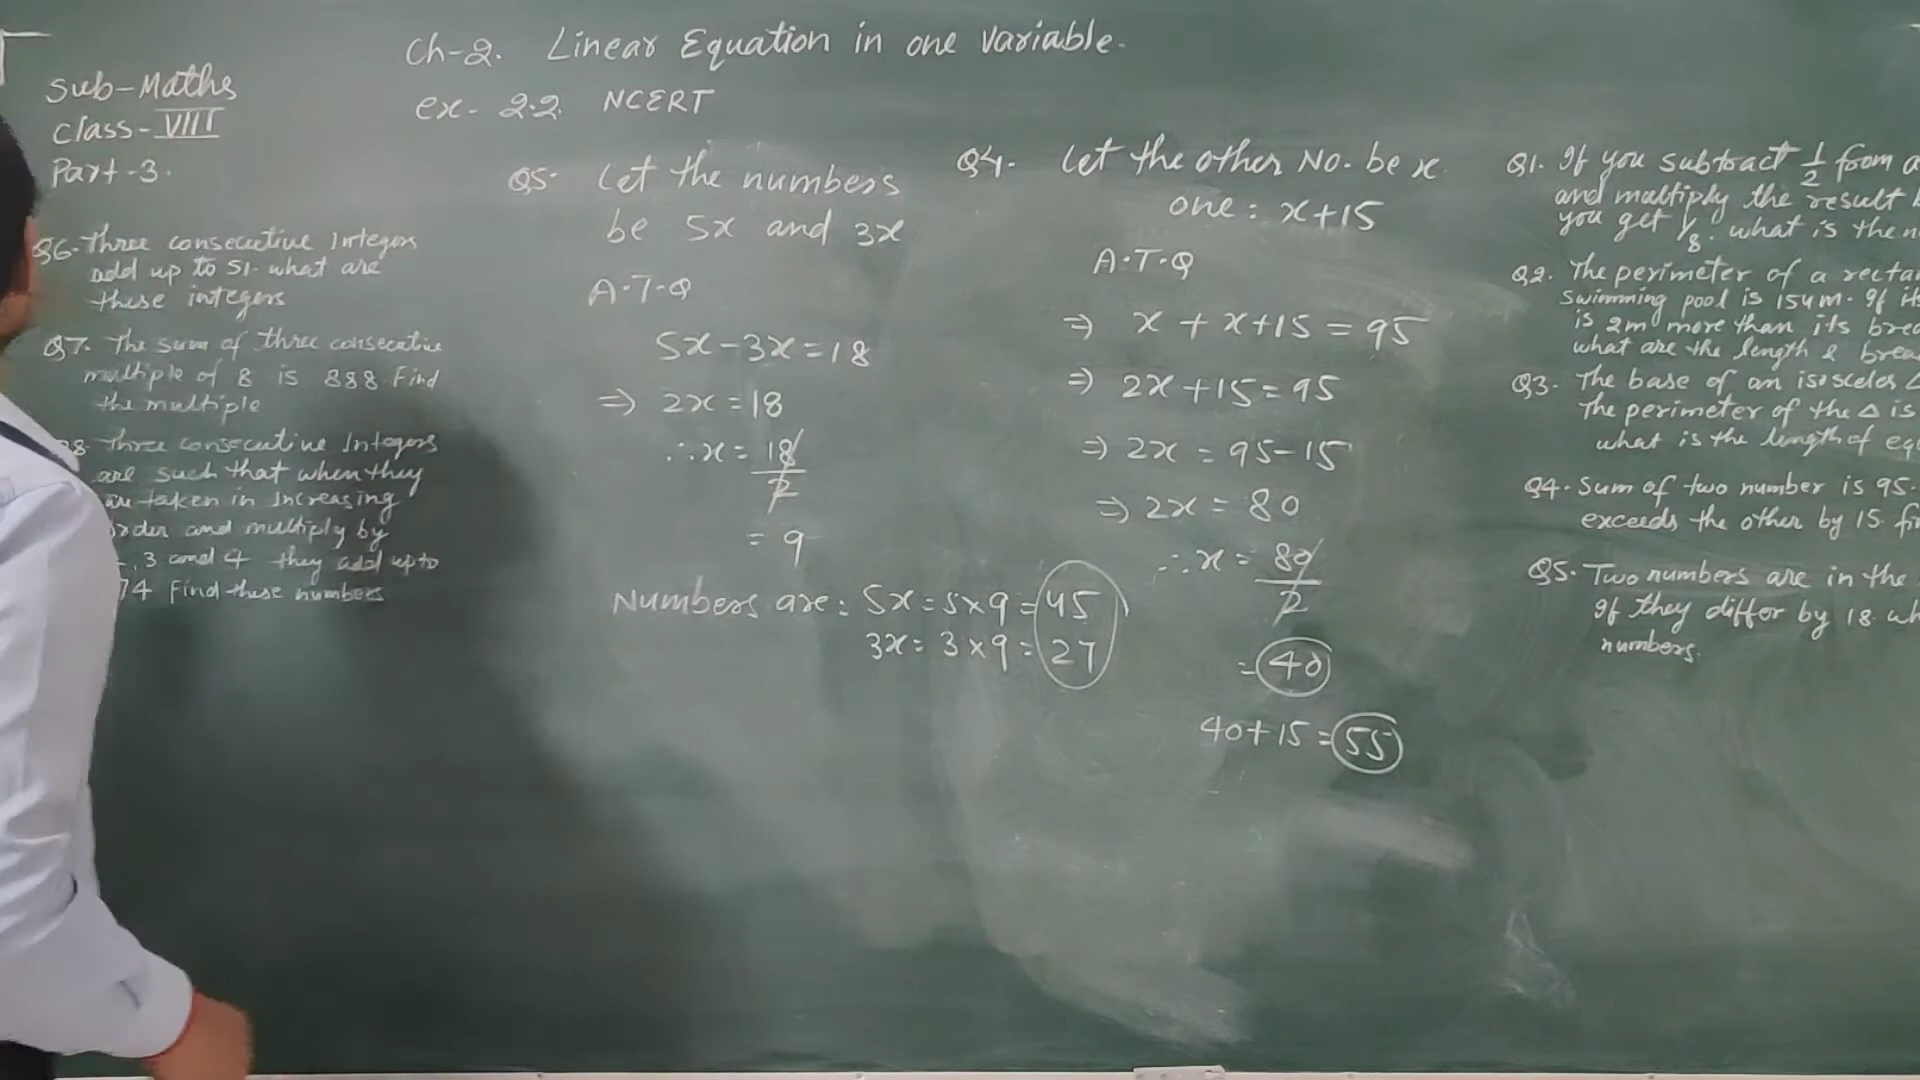 Ch-2. Linear Equation in one variable.
ex- 2.2. NCERT
Sub-Maths
Class-VIII
Part-3.
Q6. Three consecutive Integers
add up to 51. what are
these integers
Q7. The sum of three consecutive
multiple of 8 is 888 Find
the multiple
8. Three consecutive Integers
are such that when they
are taken in Increasing
order and multiply by
, 3 and 4 they add up to
74 Find these numbers
Q5. Let the numbers
be 5x and 3x
A.T.Q
5x-3x=18
⇒ 2x=18
∴x= 18/2
= 9
Numbers are: 5x=5×9=45
3x=3×9=27
Q4. Let the other No. be x.
one: x+15
A.T.Q
⇒ x + x+15 = 95
⇒ 2x+15=95
⇒ 2x = 95-15
⇒ 2x = 80
∴x = 80/2
= 40
40+15=55
Q1. If you subtract 1/2 from a
and multiply the result
you get 1/8. what is the
Q2. The perimeter of a
swimming pool is 154m. If its
is 2m more than its
what are the length &
Q3. The base of an isosceles △
The perimeter of the △ is
what is the length of
Q4. Sum of two number is 95.
exceeds the other by 15
Q5. Two numbers are in the
If they differ by 18.
numbers.